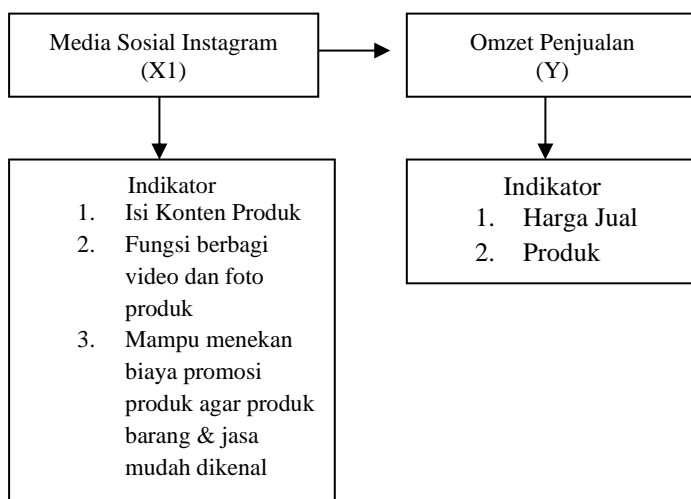 Media Sosial Instagram
(X1)
Omzet Penjualan
(Y)
Indikator
1. Isi Konten Produk
2. Fungsi berbagi
video dan foto
produk
3. Mampu menekan
biaya promosi
produk agar produk
barang & jasa
mudah dikenal
Indikator
1. Harga Jual
2. Produk